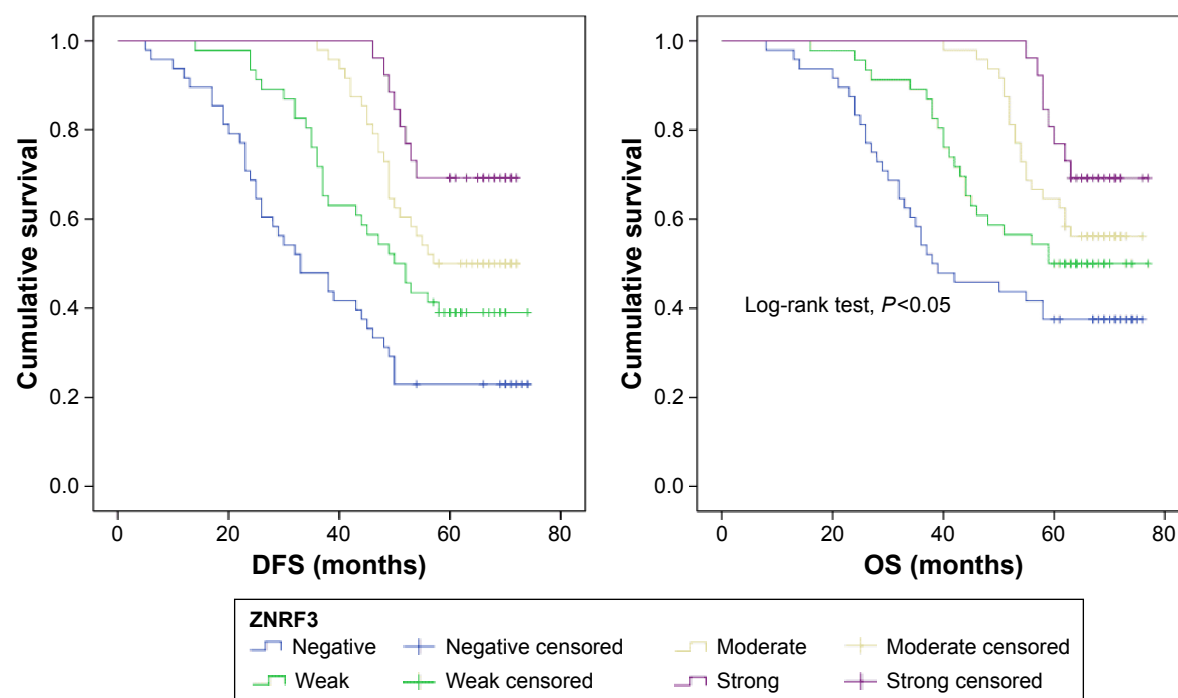 1.0
0.8
0.6
0.4
0.2
0.0
Cumulative survival
0 20 40 60 80
DFS (months)
1.0
0.8
0.6
0.4
0.2
0.0
Cumulative survival
Log-rank test, P<0.05
0 20 40 60 80
OS (months)
ZNRF3
Negative Negative censored Moderate Moderate censored
Weak Weak censored Strong Strong censored